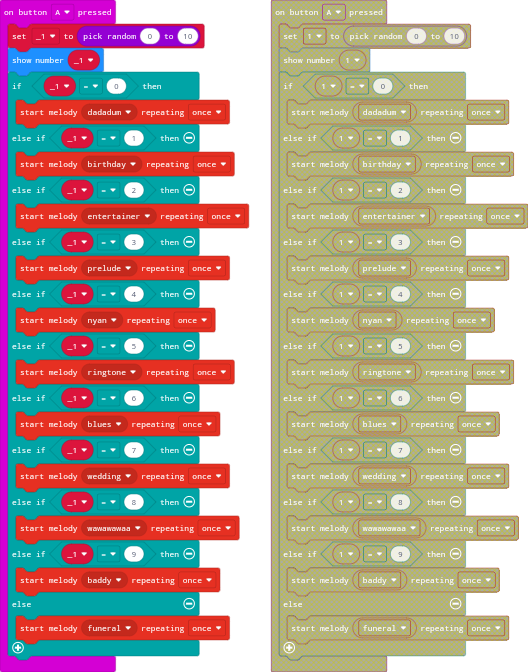 on button A pressed
set _1 to pick random 0 to 10
show number _1
if _1 = 0 then
start melody dadadum repeating once
else if _1 = 1 then
start melody birthday repeating once
else if _1 = 2 then
start melody entertainer repeating once
else if _1 = 3 then
start melody prelude repeating once
else if _1 = 4 then
start melody nyan repeating once
else if _1 = 5 then
start melody ringtone repeating once
else if _1 = 6 then
start melody blues repeating once
else if _1 = 7 then
start melody wedding repeating once
else if _1 = 8 then
start melody wawawawaa repeating once
else if _1 = 9 then
start melody baddy repeating once
else
start melody funeral repeating once
on button A pressed
set 1 to pick random 0 to 10
show number 1
if 1 = 0 then
start melody dadadum repeating once
else if 1 = 1 then
start melody birthday repeating once
else if 1 = 2 then
start melody entertainer repeating once
else if 1 = 3 then
start melody prelude repeating once
else if 1 = 4 then
start melody nyan repeating once
else if 1 = 5 then
start melody ringtone repeating once
else if 1 = 6 then
start melody blues repeating once
else if 1 = 7 then
start melody wedding repeating once
else if 1 = 8 then
start melody wawawawaa repeating once
else if 1 = 9 then
start melody baddy repeating once
else
start melody funeral repeating once